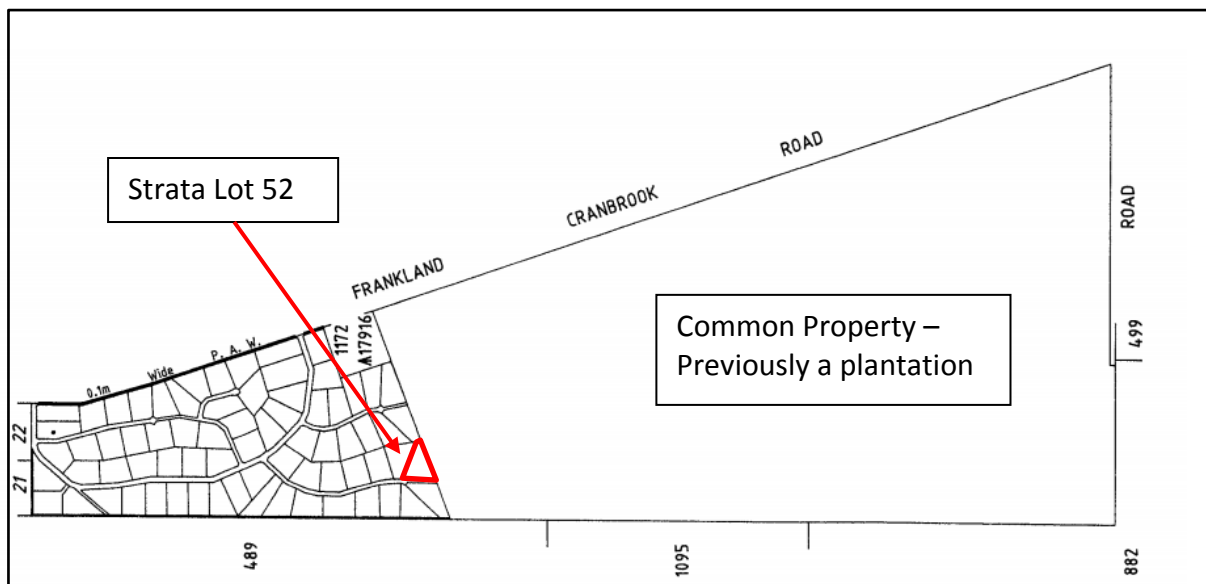 Strata Lot 52
FRANKLAND CRANBROOK ROAD
ROAD
Common Property –
Previously a plantation
499
1172
A17916
0.1m Wide P. A. W.
22
21
489
1095
882